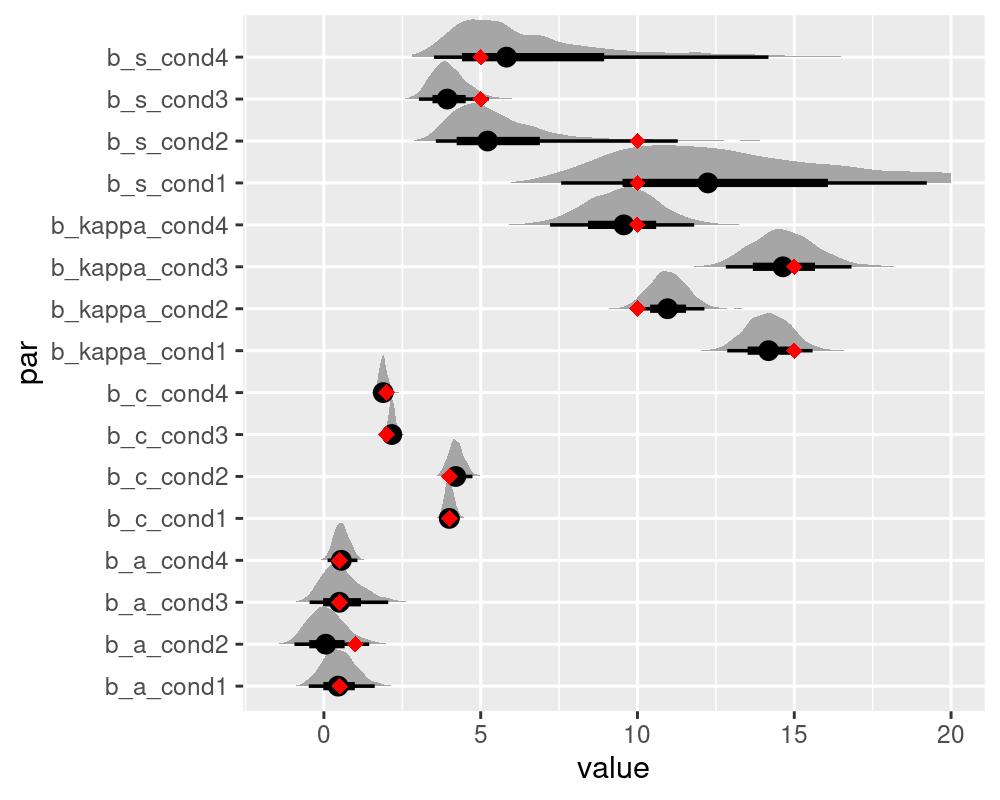 b_s_cond4
b_s_cond3
b_s_cond2
b_s_cond1
b_kappa_cond4
b_kappa_cond3
b_kappa_cond2
b_kappa_cond1
b_c_cond4
b_c_cond3
b_c_cond2
b_c_cond1
b_a_cond4
b_a_cond3
b_a_cond2
b_a_cond1
par
0 5 10 15 20
value